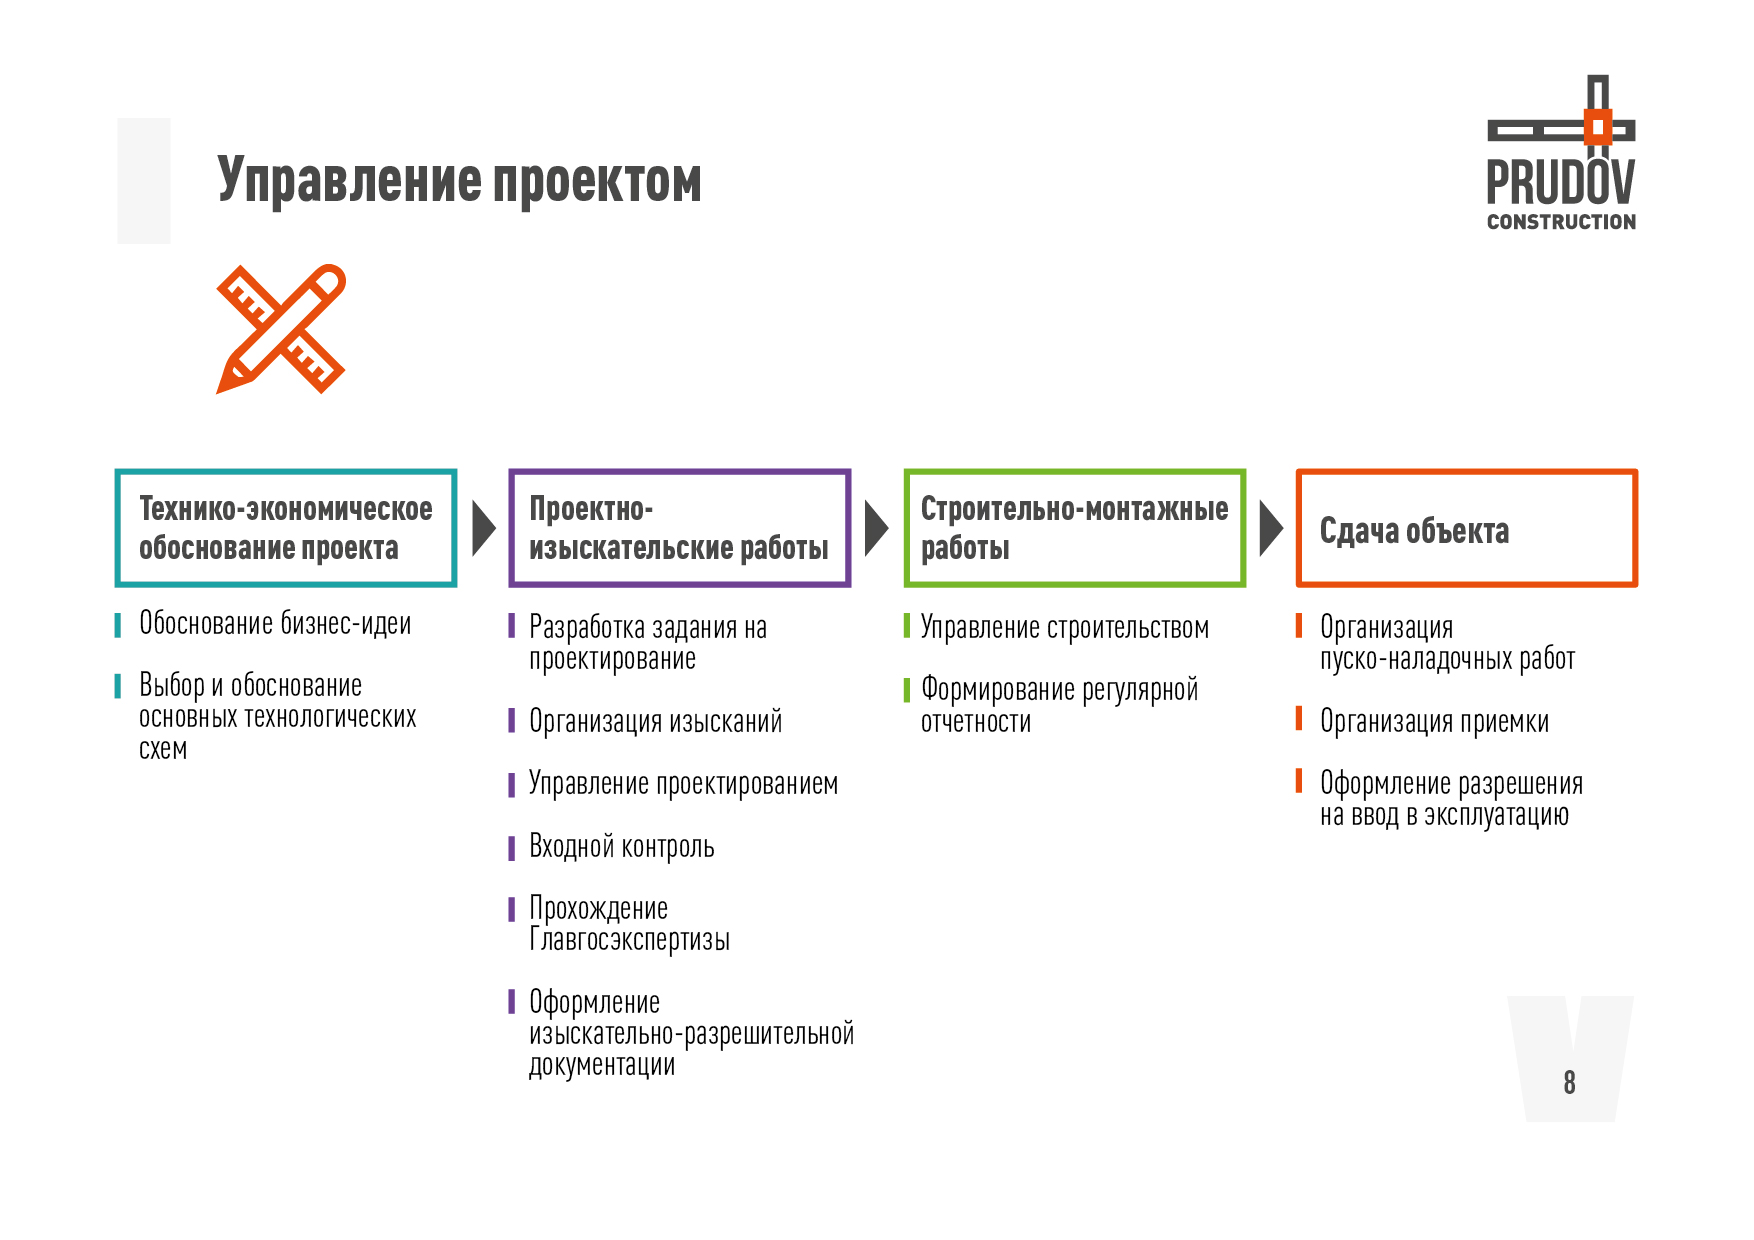 Управление проектом
PRUDOV
CONSTRUCTION
Технико-экономическое
обоснование проекта
Обоснование бизнес-идеи
Выбор и обоснование
основных технологических
схем
Проектно-
изыскательские работы
Разработка задания на
проектирование
Организация изысканий
Управление проектированием
Входной контроль
Прохождение
Главгосэкспертизы
Оформление
изыскательно-разрешительной
документации
Строительно-монтажные
работы
Управление строительством
Формирование регулярной
отчетности
Сдача объекта
Организация
пуско-наладочных работ
Организация приемки
Оформление разрешения
на ввод в эксплуатацию
8